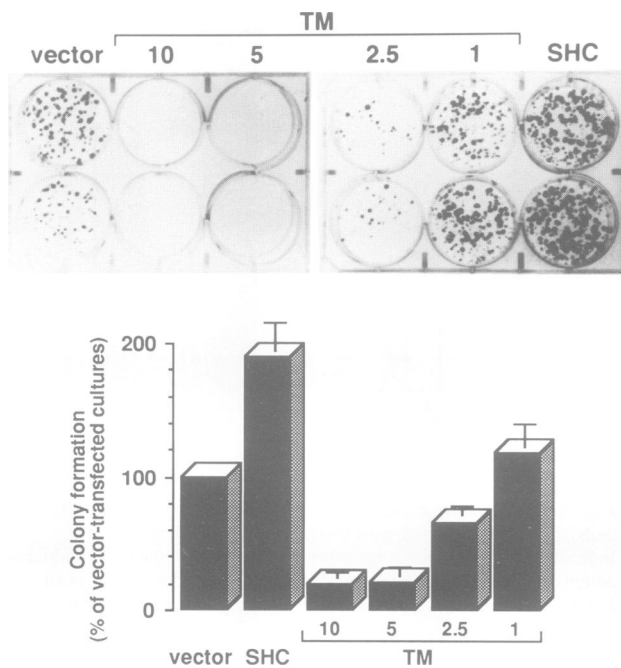 TM
vector 10 5 2.5 1 SHC
200
100
0
Colony formation
(% of vector-transfected cultures)
10 5 2.5 1
vector SHC TM